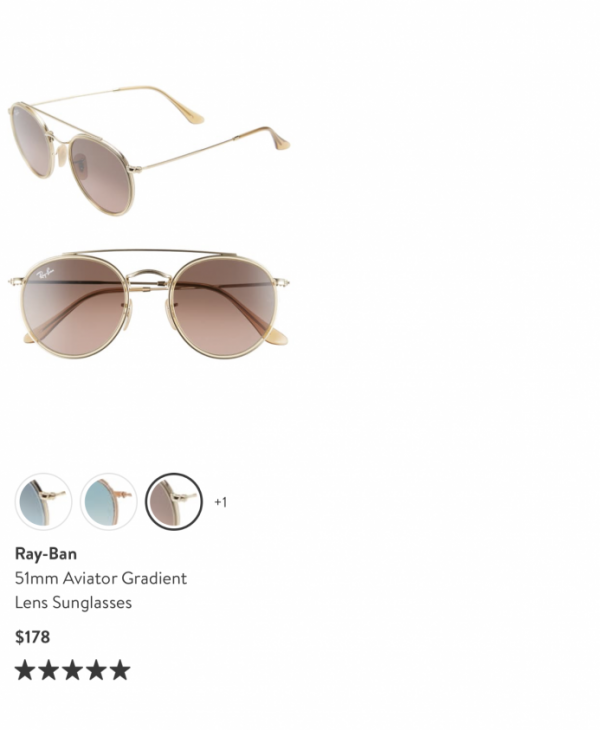 Ray-Ban
+1
Ray-Ban
51mm Aviator Gradient
Lens Sunglasses
$178